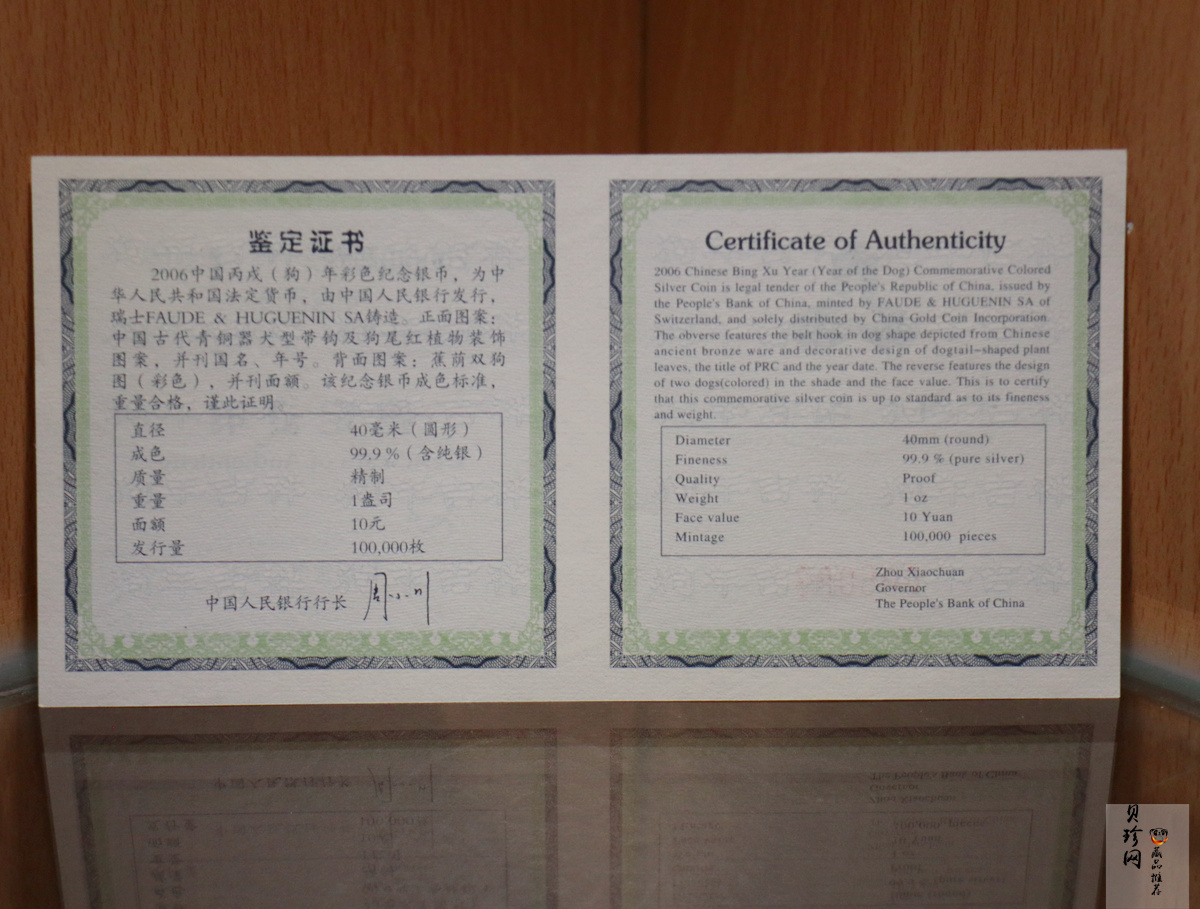 鉴定证书
2006中国丙戌（狗）年彩色纪念银币，为中
华人民共和国法定货币，由中国人民银行发行，
瑞士FAUDE & HUGUENIN SA铸造。正面图案：
中国古代青铜器犬型带钩及狗尾红植物装饰
图案，并刊国名、年号。背面图案：蕉荫双狗
图（彩色），并刊面额。该纪念银币成色标准，
重量合格，谨此证明。
直径 40毫米（圆形）
成色 99.9%（含纯银）
质量 精制
重量 1盎司
面额 10元
发行量 100,000枚
中国人民银行行长 周小川
Certificate of Authenticity
2006 Chinese Bing Xu Year (Year of the Dog) Commemorative Colored
Silver Coin is legal tender of the People's Republic of China, issued by
the People's Bank of China, minted by FAUDE & HUGUENIN SA of
Switzerland, and solely distributed by China Gold Coin Incorporation.
The obverse features the belt hook in dog shape depicted from Chinese
ancient bronze ware and decorative design of dogtail-shaped plant
leaves, the title of PRC and the year date. The reverse features the design
of two dogs(colored) in the shade and the face value. This is to certify
that this commemorative silver coin is up to standard as to its fineness
and weight.
Diameter 40mm (round)
Fineness 99.9 % (pure silver)
Quality Proof
Weight 1 oz
Face value 10 Yuan
Mintage 100,000 pieces
Zhou Xiaochuan
Governor
The People's Bank of China
贝珍网
藏品推荐